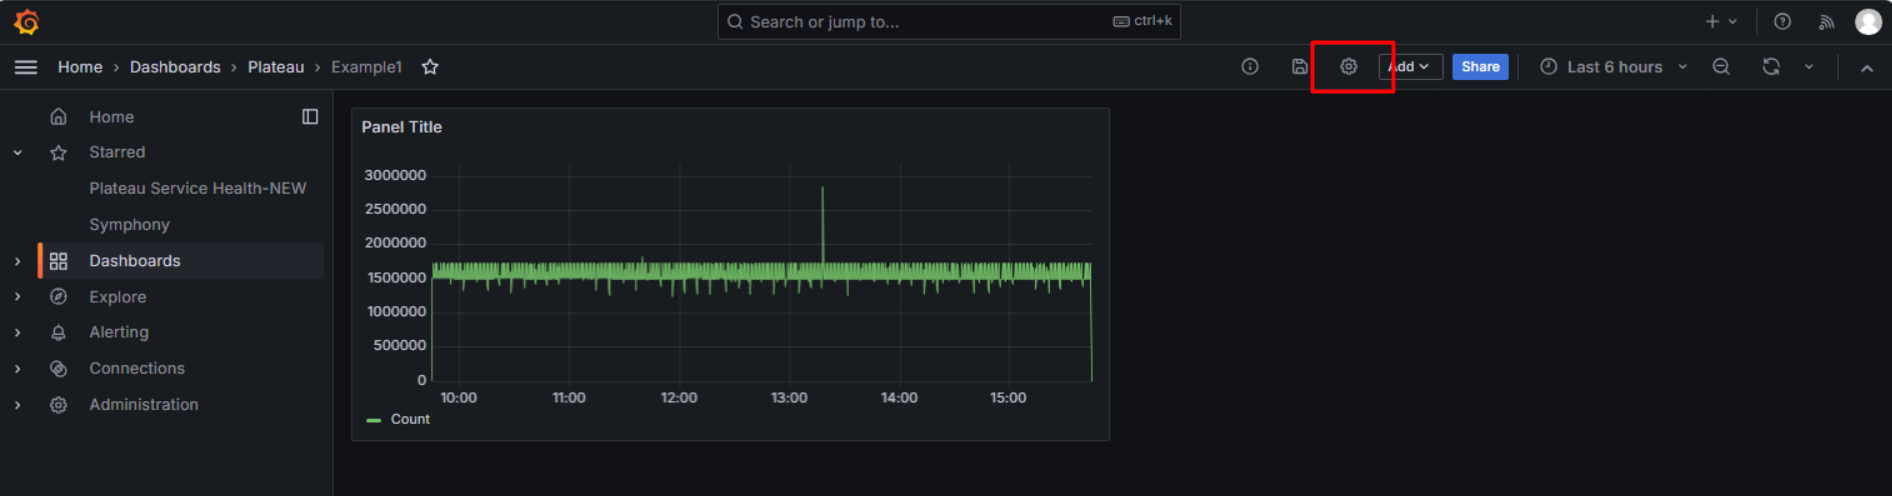 Search or jump to...
ctrl+k
Home › Dashboards › Plateau › Example1
Add
Share
Last 6 hours
Home
Starred
Plateau Service Health-NEW
Symphony
Dashboards
Explore
Alerting
Connections
Administration
Panel Title
3000000
2500000
2000000
1500000
1000000
500000
0
10:00 11:00 12:00 13:00 14:00 15:00
Count